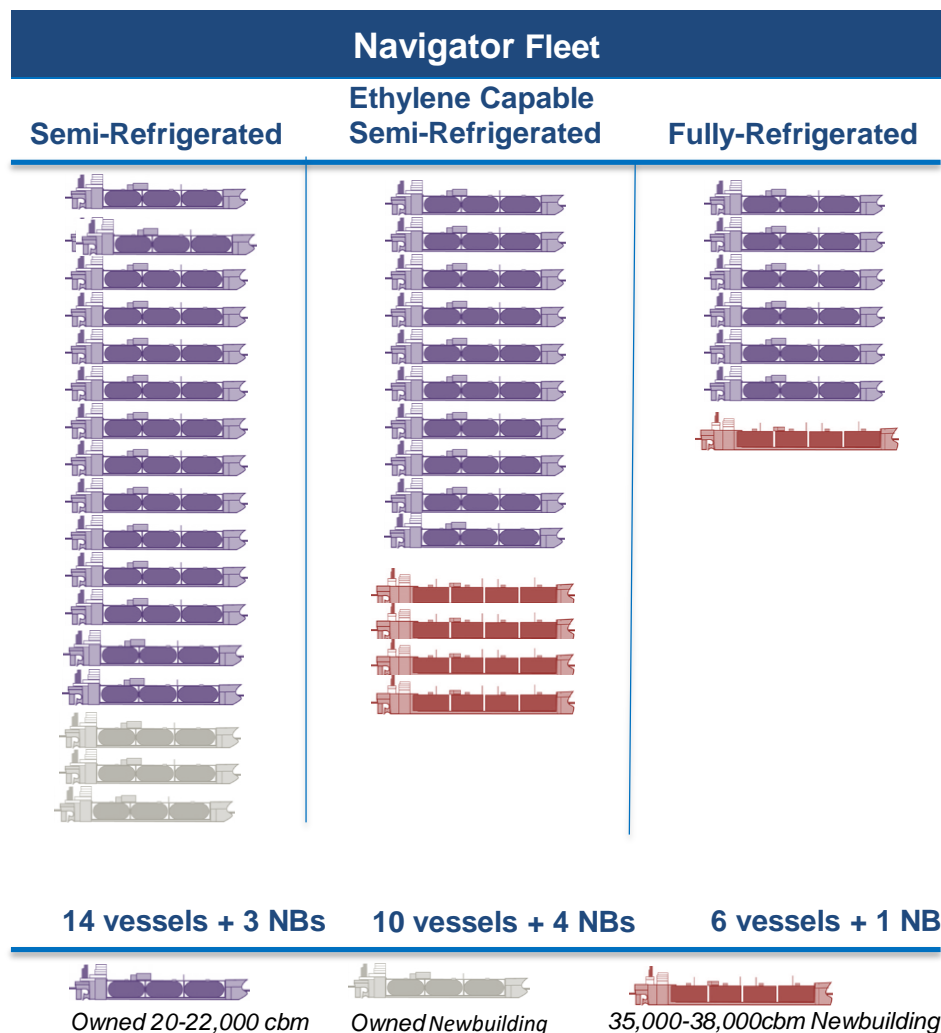 Navigator Fleet
Semi-Refrigerated
Ethylene Capable
Semi-Refrigerated
Fully-Refrigerated
14 vessels + 3 NBs
10 vessels + 4 NBs
6 vessels + 1 NB
Owned 20-22,000 cbm
Owned Newbuilding
35,000-38,000cbm Newbuilding